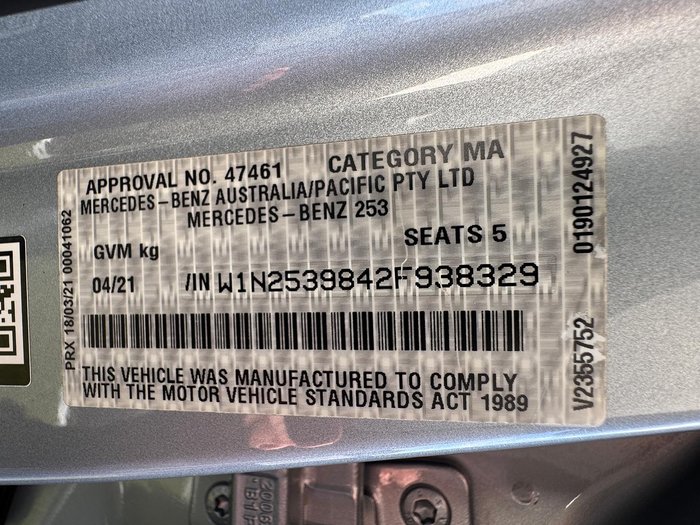 APPROVAL NO. 47461 CATEGORY MA
MERCEDES-BENZ AUSTRALIA/PACIFIC PTY LTD
MERCEDES-BENZ 253
GVM kg SEATS 5
04/21 /IN W1N2539842F938329
THIS VEHICLE WAS MANUFACTURED TO COMPLY
WITH THE MOTOR VEHICLE STANDARDS ACT 1989
PRX 18/03/21 00041062
V2355752 0190124927